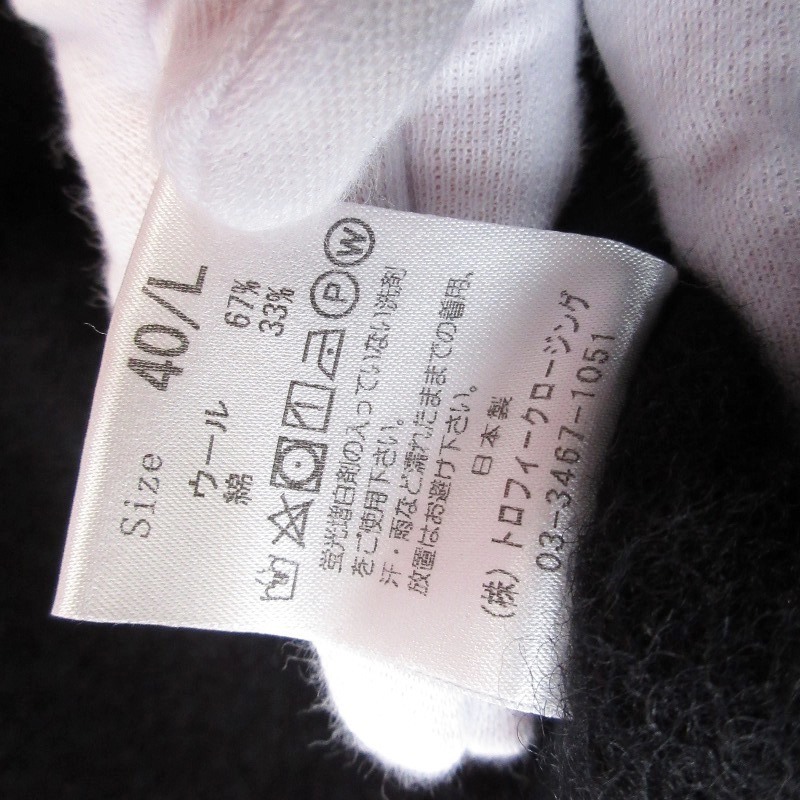 Size 40/L
ウール 67%
綿 33%
P W
蛍光増白剤の入っていない洗剤
をご使用下さい。
汗・雨など濡れたままでの着用、
放置はお避け下さい。
日本製
(株)トロフィークロージング
03-3467-1051